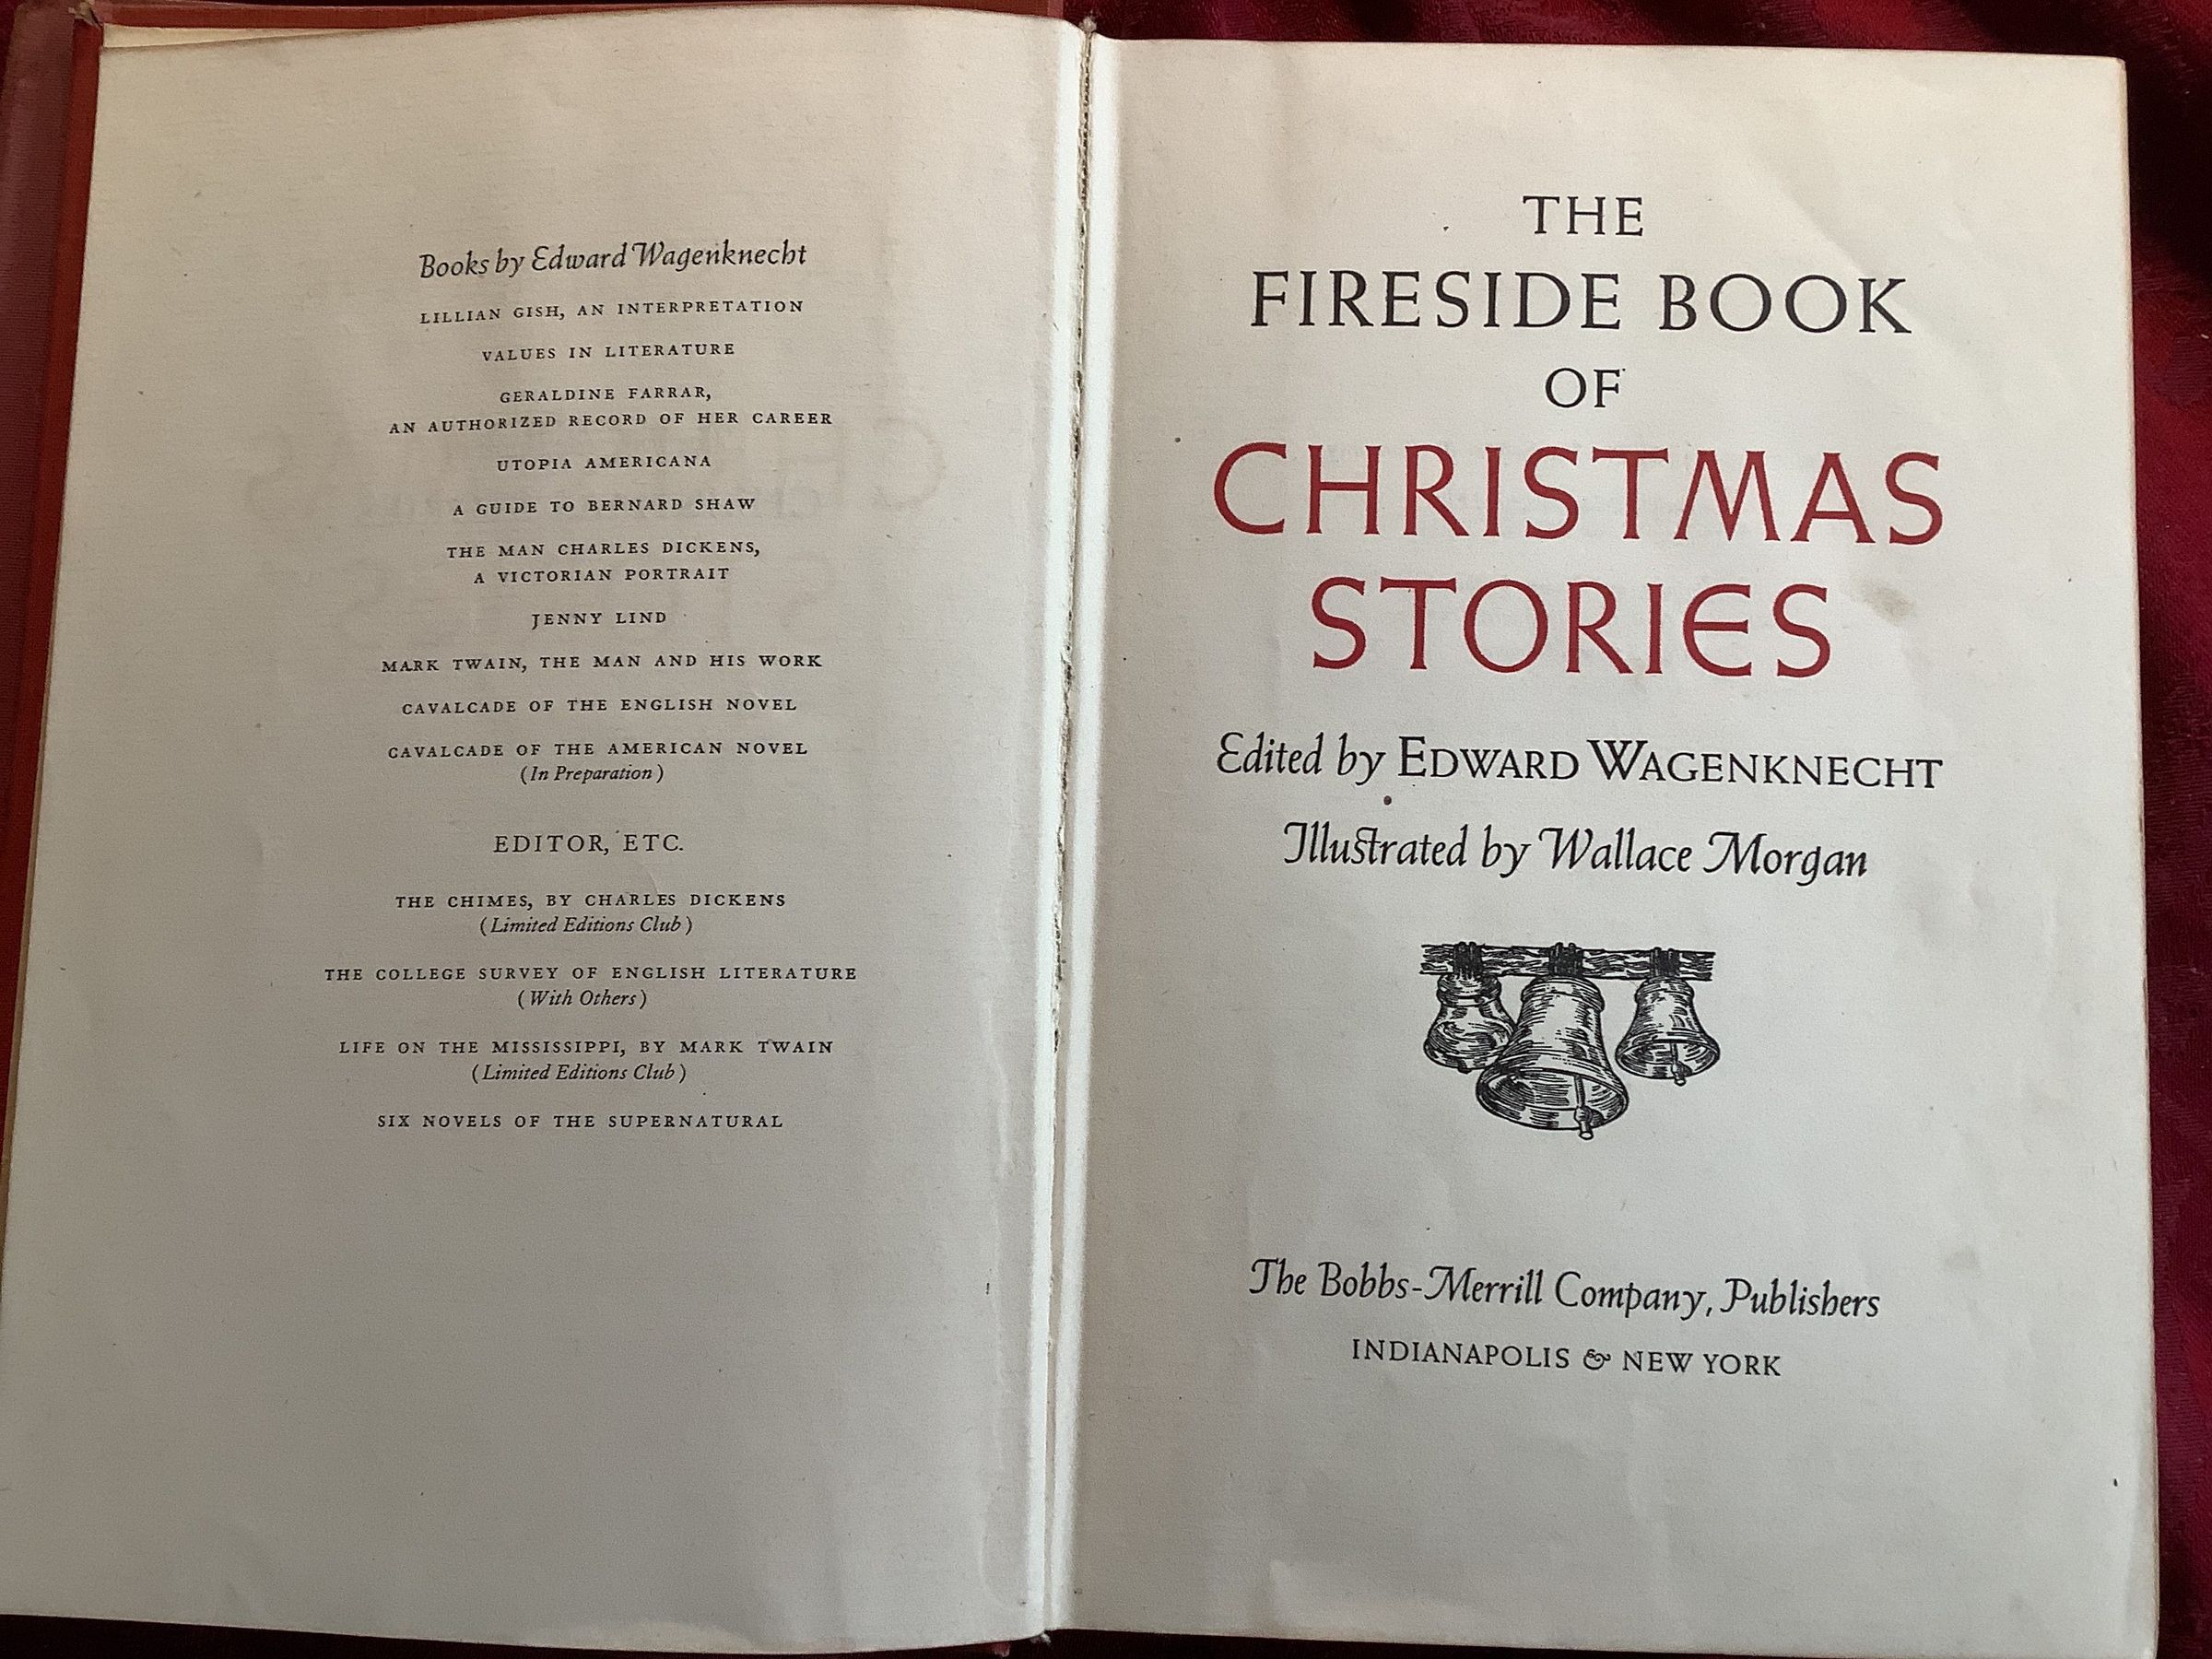 Books by Edward Wagenknecht
LILLIAN GISH, AN INTERPRETATION
VALUES IN LITERATURE
GERALDINE FARRAR,
AN AUTHORIZED RECORD OF HER CAREER
UTOPIA AMERICANA
A GUIDE TO BERNARD SHAW
THE MAN CHARLES DICKENS,
A VICTORIAN PORTRAIT
JENNY LIND
MARK TWAIN, THE MAN AND HIS WORK
CAVALCADE OF THE ENGLISH NOVEL
CAVALCADE OF THE AMERICAN NOVEL
(In Preparation)
EDITOR, ETC.
THE CHIMES, BY CHARLES DICKENS
(Limited Editions Club)
THE COLLEGE SURVEY OF ENGLISH LITERATURE
(With Others)
LIFE ON THE MISSISSIPPI, BY MARK TWAIN
(Limited Editions Club)
SIX NOVELS OF THE SUPERNATURAL
THE
FIRESIDE BOOK
OF
CHRISTMAS
STORIES
Edited by EDWARD WAGENKNECHT
Illustrated by Wallace Morgan
The Bobbs-Merrill Company, Publishers
INDIANAPOLIS & NEW YORK